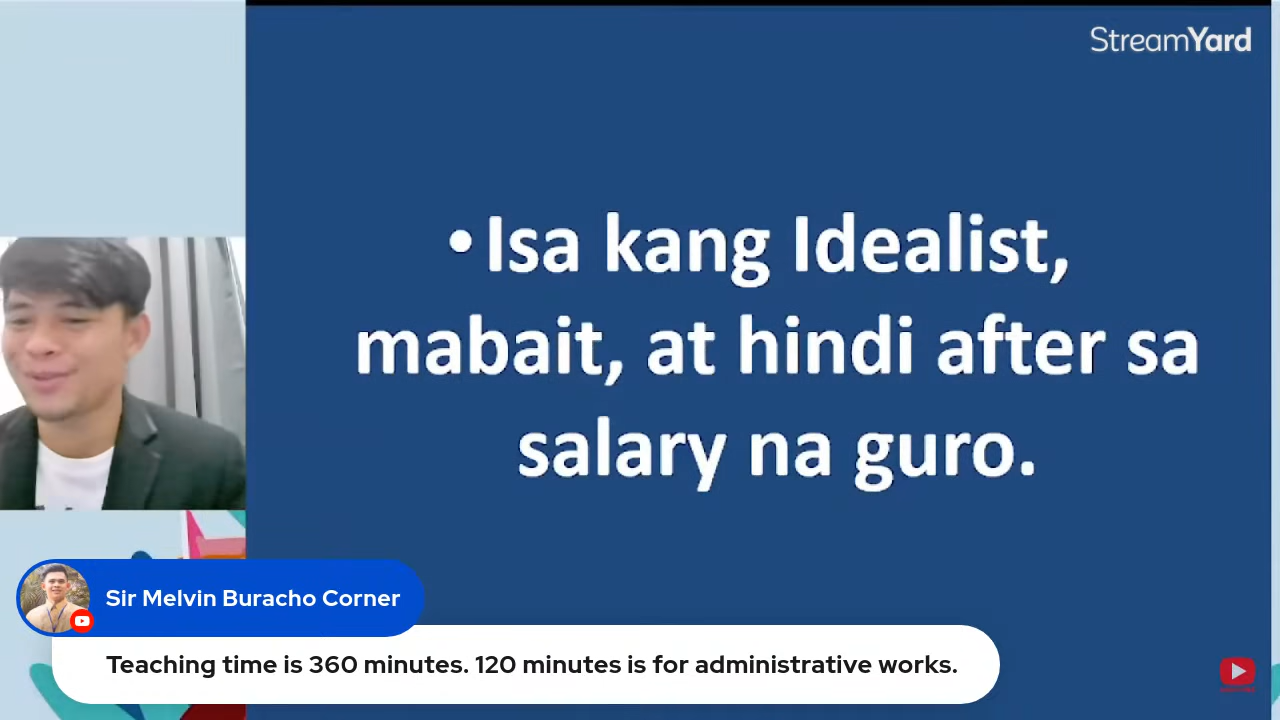 StreamYard
•Isa kang Idealist,
mabait, at hindi after sa
salary na guro.
Sir Melvin Buracho Corner
Teaching time is 360 minutes. 120 minutes is for administrative works.